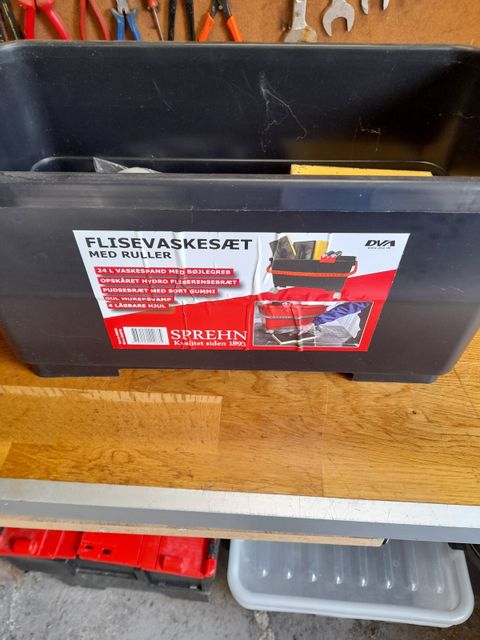 FLISEVASKESÆT
MED RULLER
24 L VASKESPAND MED BØJLEGREB
OPSKÅRET HYDRO FLISERENSEBRÆT
PUDSEBRÆT MED SORT GUMMI
GUL MURERSVAMP
4 LÅSBARE HJUL
SPREHN
Kvalitet siden 1893
DVA